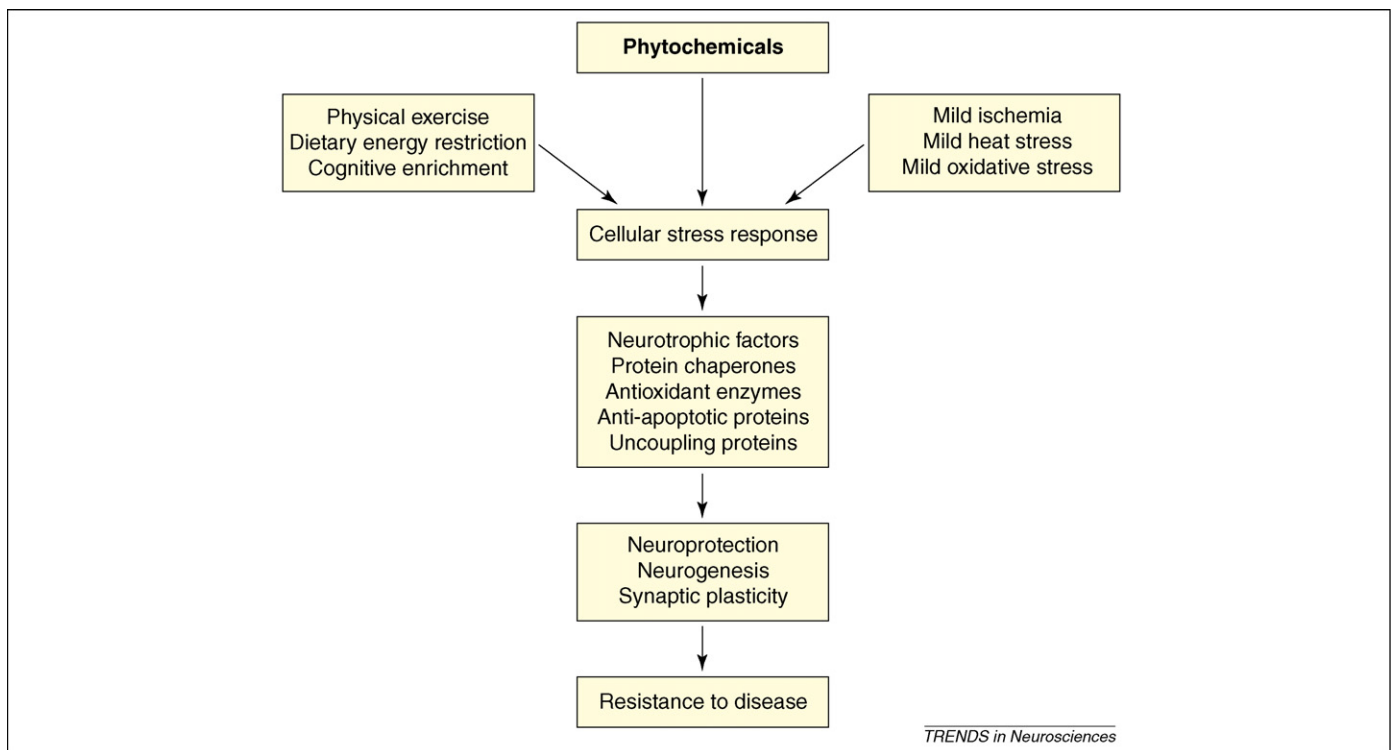 Phytochemicals
Physical exercise
Dietary energy restriction
Cognitive enrichment
Mild ischemia
Mild heat stress
Mild oxidative stress
Cellular stress response
Neurotrophic factors
Protein chaperones
Antioxidant enzymes
Anti-apoptotic proteins
Uncoupling proteins
Neuroprotection
Neurogenesis
Synaptic plasticity
Resistance to disease
TRENDS in Neurosciences